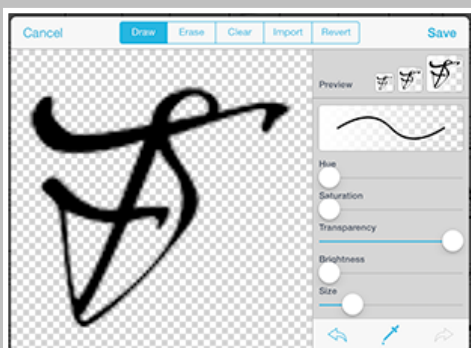 Cancel Draw Erase Clear Import Revert Save
Preview
Hue
Saturation
Transparency
Brightness
Size